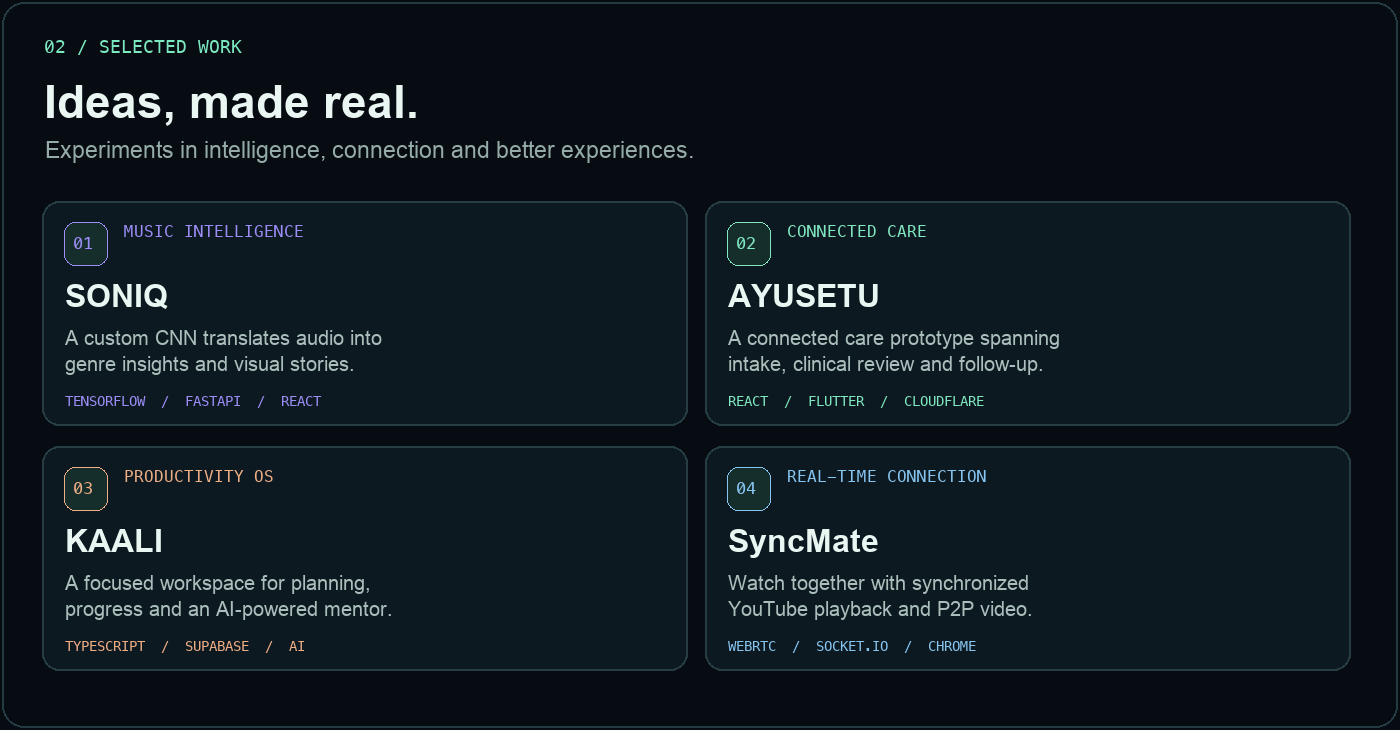 02 / SELECTED WORK
Ideas, made real.
Experiments in intelligence, connection and better experiences.
01
MUSIC INTELLIGENCE
SONIQ
A custom CNN translates audio into
genre insights and visual stories.
TENSORFLOW / FASTAPI / REACT
02
CONNECTED CARE
AYUSETU
A connected care prototype spanning
intake, clinical review and follow-up.
REACT / FLUTTER / CLOUDFLARE
03
PRODUCTIVITY OS
KAALI
A focused workspace for planning,
progress and an AI-powered mentor.
TYPESCRIPT / SUPABASE / AI
04
REAL-TIME CONNECTION
SyncMate
Watch together with synchronized
YouTube playback and P2P video.
WEBRTC / SOCKET.IO / CHROME